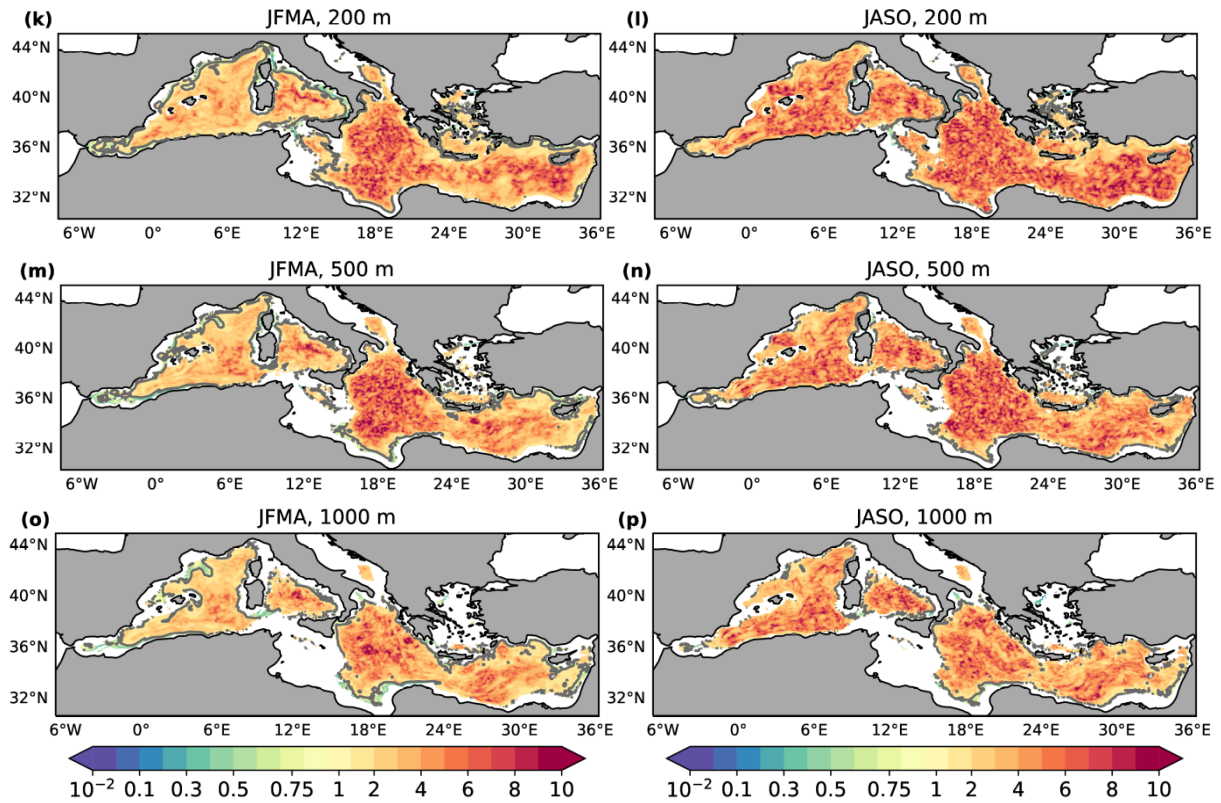 (k) JFMA, 200 m
44°N
40°N
36°N
32°N
6°W 0° 6°E 12°E 18°E 24°E 30°E 36°E
(l) JASO, 200 m
44°N
40°N
36°N
32°N
6°W 0° 6°E 12°E 18°E 24°E 30°E 36°E
(m) JFMA, 500 m
44°N
40°N
36°N
32°N
6°W 0° 6°E 12°E 18°E 24°E 30°E 36°E
(n) JASO, 500 m
44°N
40°N
36°N
32°N
6°W 0° 6°E 12°E 18°E 24°E 30°E 36°E
(o) JFMA, 1000 m
44°N
40°N
36°N
32°N
6°W 0° 6°E 12°E 18°E 24°E 30°E 36°E
(p) JASO, 1000 m
44°N
40°N
36°N
32°N
6°W 0° 6°E 12°E 18°E 24°E 30°E 36°E
10⁻² 0.1 0.3 0.5 0.75 1 2 4 6 8 10
10⁻² 0.1 0.3 0.5 0.75 1 2 4 6 8 10